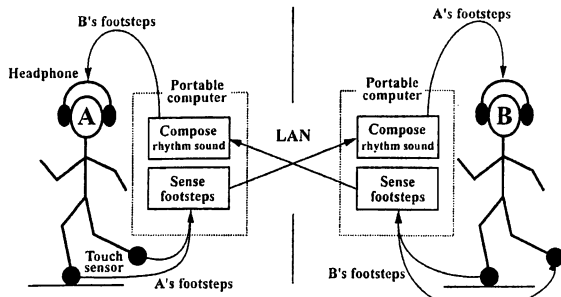 B's footsteps
A's footsteps
Headphone
Portable
computer
Portable
computer
A
B
Compose
rhythm sound
LAN
Compose
rhythm sound
Sense
footsteps
Sense
footsteps
Touch
sensor
A's footsteps
B's footsteps